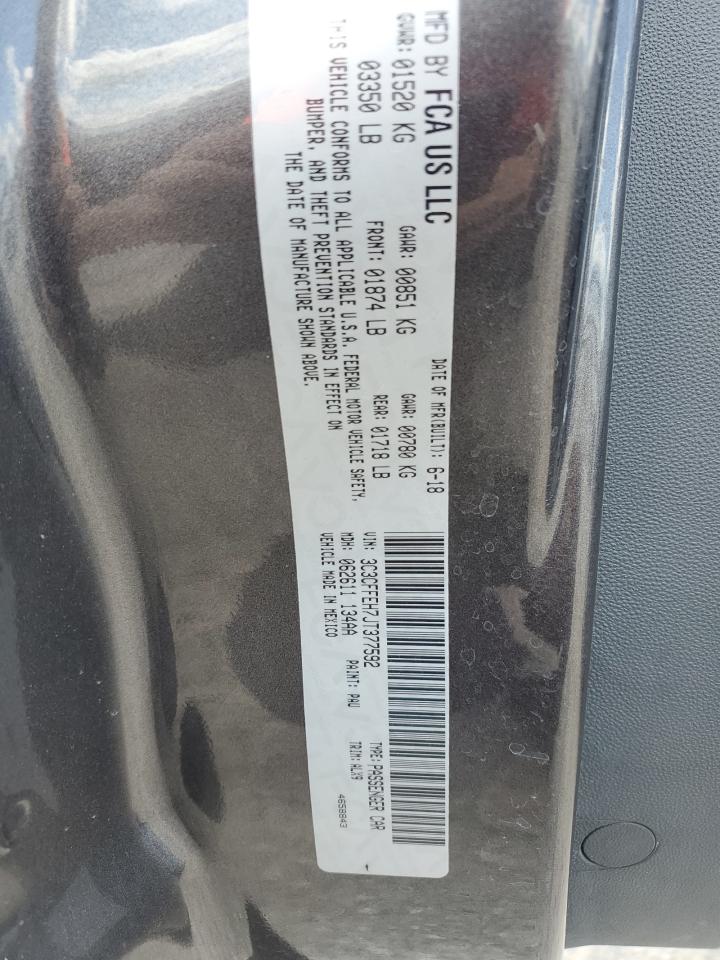 MFD BY FCA US LLC
DATE OF MFR(BUILT): 6-18
GVWR: 01520 KG
GAWR: 00851 KG
GAWR: 00780 KG
03350 LB
FRONT: 01874 LB
REAR: 01718 LB
THIS VEHICLE CONFORMS TO ALL APPLICABLE U.S.A. FEDERAL MOTOR VEHICLE SAFETY,
BUMPER, AND THEFT PREVENTION STANDARDS IN EFFECT ON
THE DATE OF MANUFACTURE SHOWN ABOVE.
VIN: 3C3CFFEH7JT377592
TYPE: PASSENGER CAR
MDH: 062611 134AA
PAINT: PAU
TRIM: ALX9
VEHICLE MADE IN MEXICO
4658843